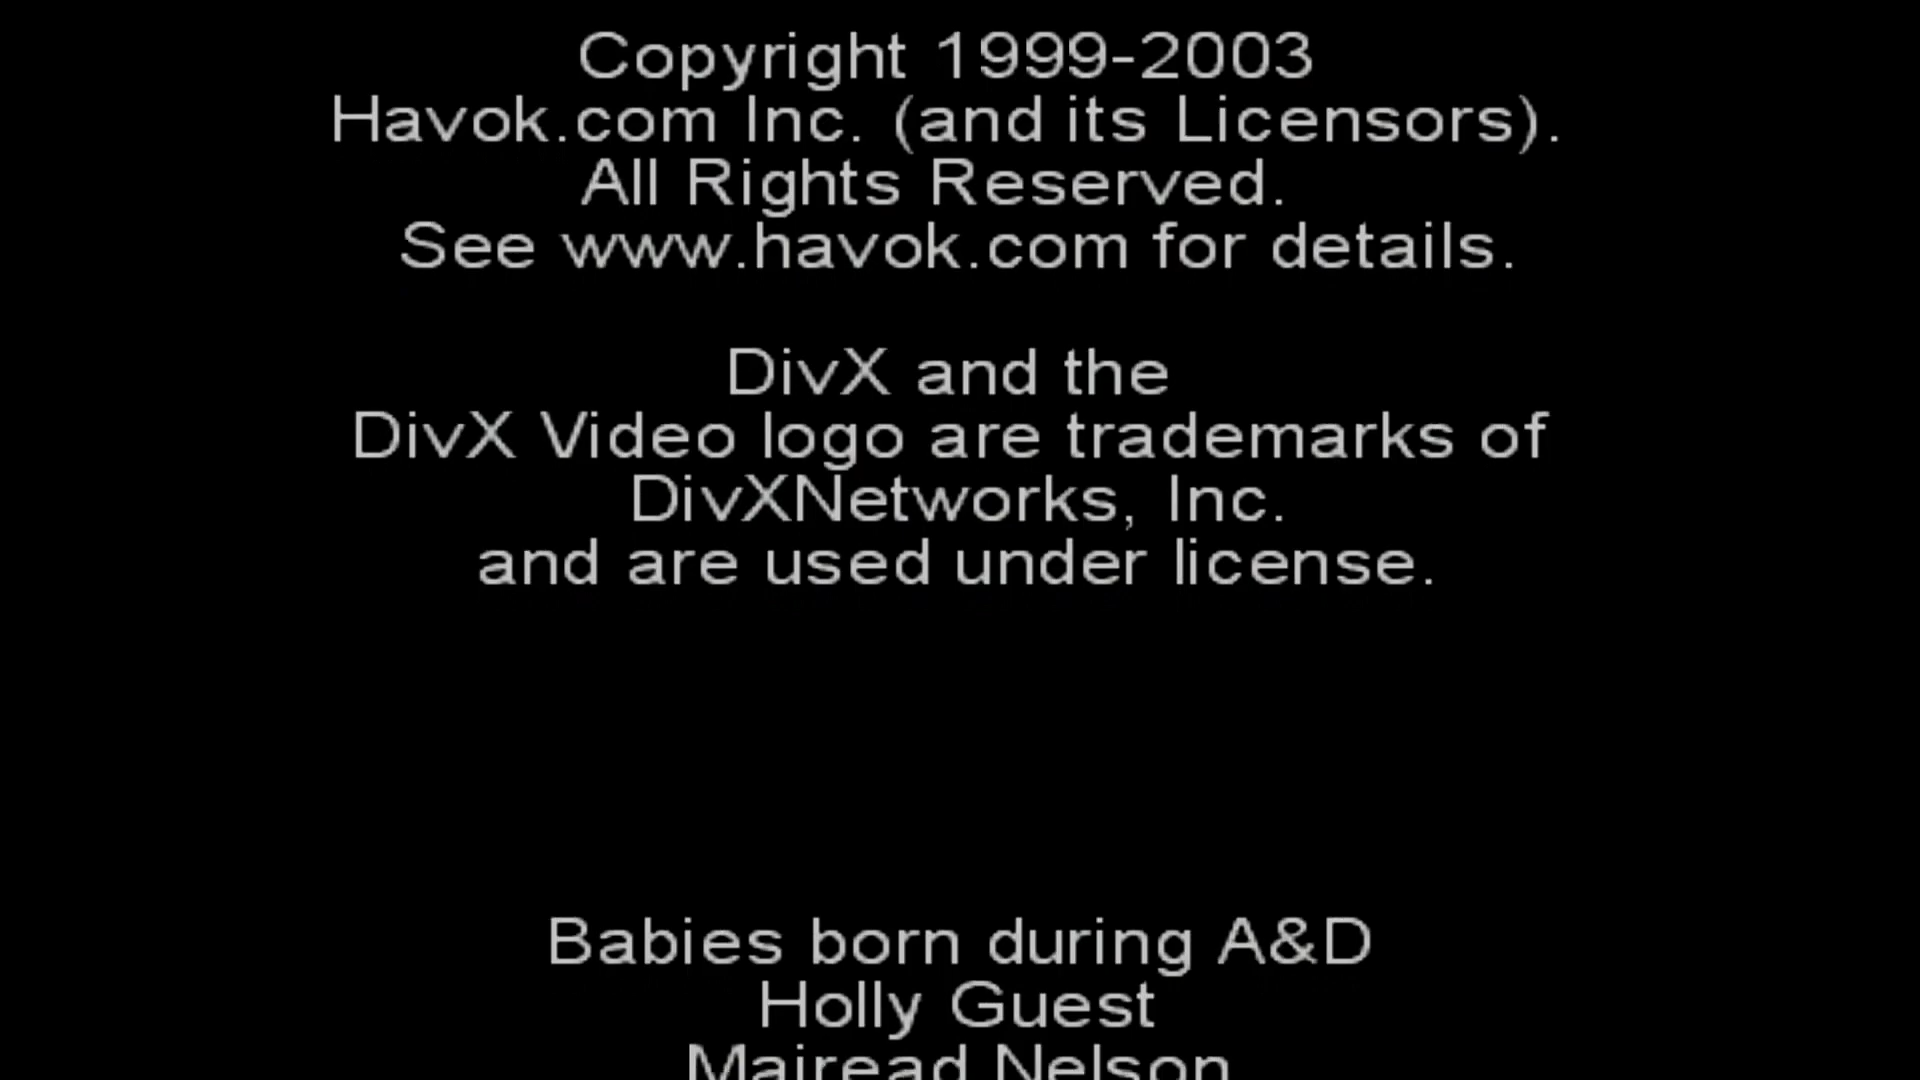 Copyright 1999-2003
Havok.com Inc. (and its Licensors).
All Rights Reserved.
See www.havok.com for details.
DivX and the
DivX Video logo are trademarks of
DivXNetworks, Inc.
and are used under license.
Babies born during A&D
Holly Guest
Mairead Nelson